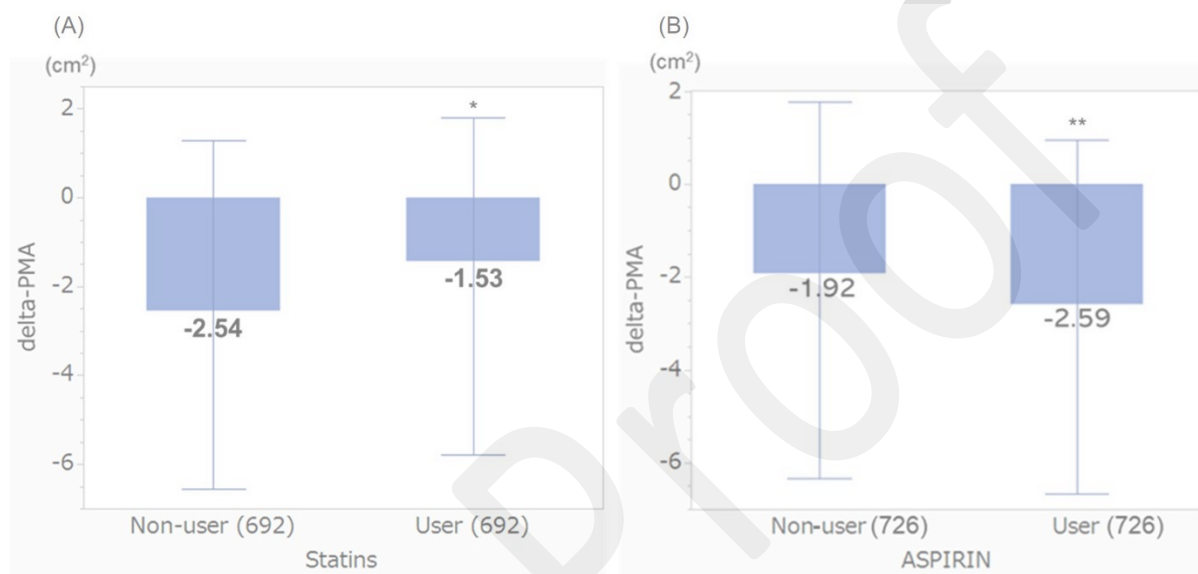 (A)
(cm²)
2
0
-2
-4
-6
delta-PMA
*
-2.54
-1.53
Non-user (692)
User (692)
Statins
(B)
(cm²)
2
0
-2
-4
-6
delta-PMA
**
-1.92
-2.59
Non-user (726)
User (726)
ASPIRIN
Proof